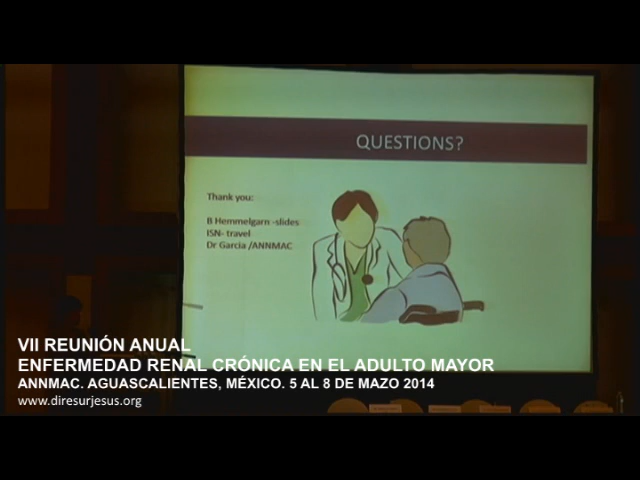 QUESTIONS?
Thank you:
B Hemmelgarn -slides
ISN- travel
Dr Garcia /ANNMAC
VII REUNIÓN ANUAL
ENFERMEDAD RENAL CRÓNICA EN EL ADULTO MAYOR
ANNMAC. AGUASCALIENTES, MÉXICO. 5 AL 8 DE MAZO 2014
www.diresurjesus.org